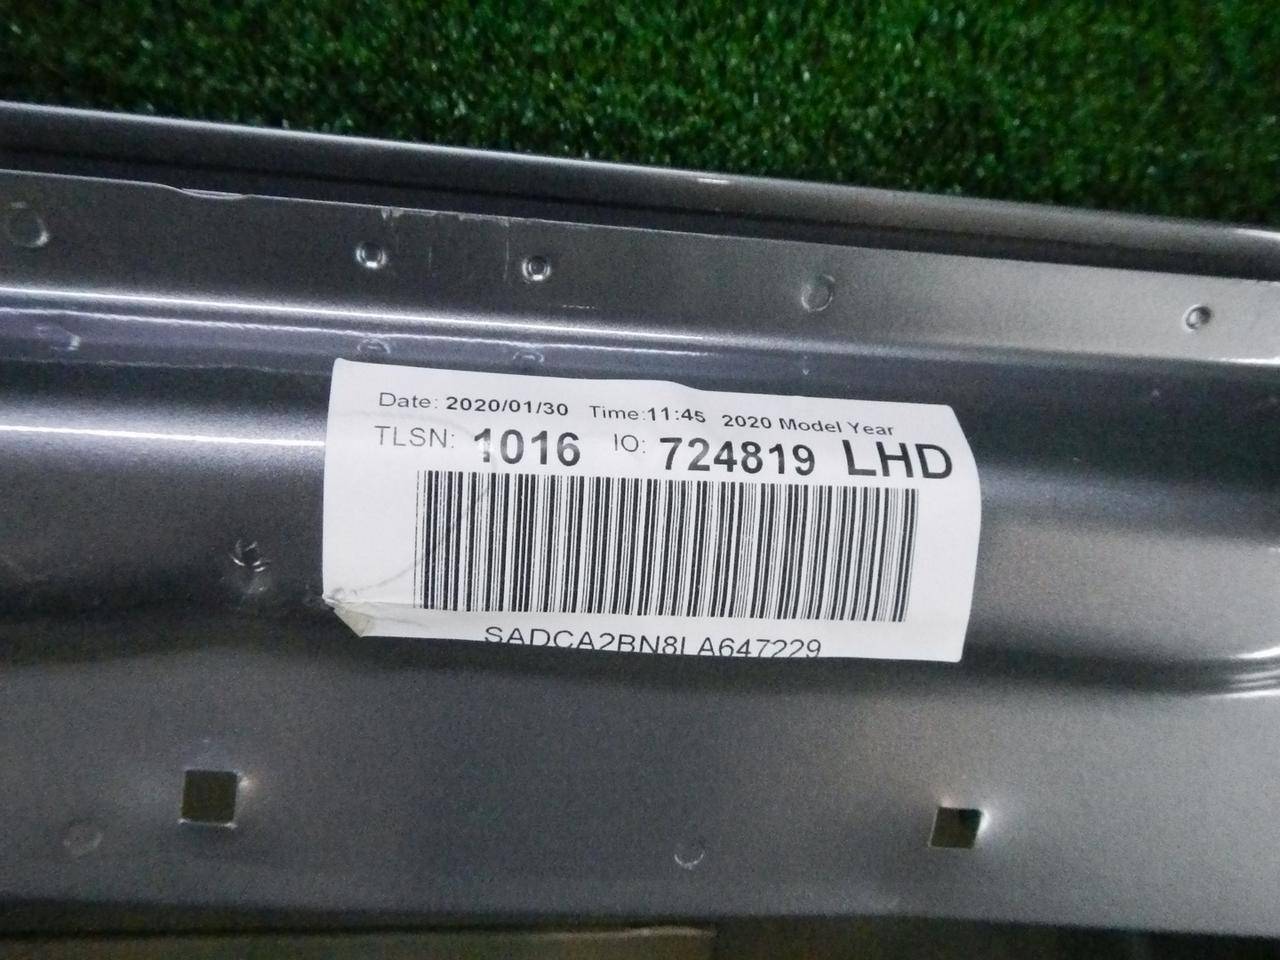 Date: 2020/01/30 Time:11:45 2020 Model Year
TLSN: 1016 IO: 724819 LHD
SADCA2BN8LA647229